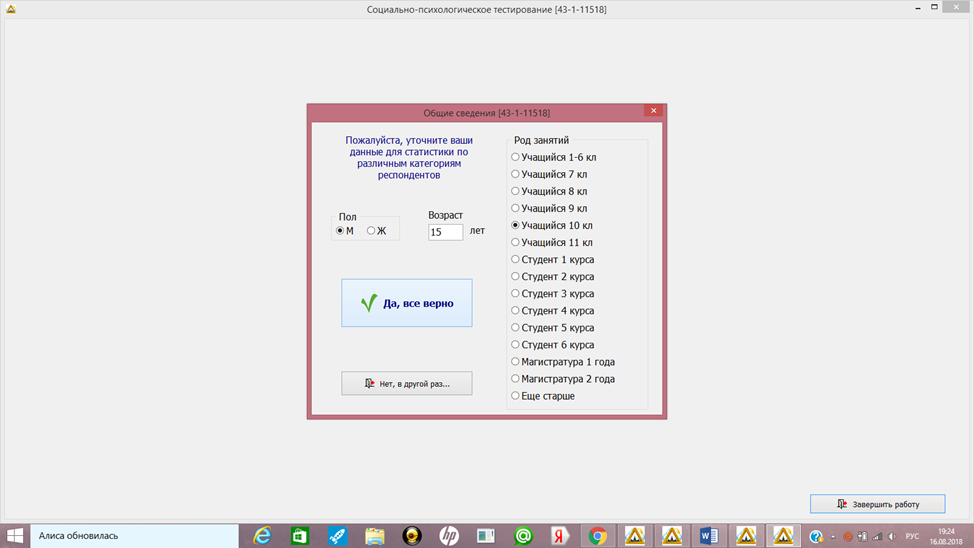 Социально-психологическое тестирование [43-1-11518]
Общие сведения [43-1-11518]
Пожалуйста, уточните ваши
данные для статистики по
различным категориям
респондентов
Пол
М Ж
Возраст
15 лет
Да, все верно
Нет, в другой раз...
Род занятий
Учащийся 1-6 кл
Учащийся 7 кл
Учащийся 8 кл
Учащийся 9 кл
Учащийся 10 кл
Учащийся 11 кл
Студент 1 курса
Студент 2 курса
Студент 3 курса
Студент 4 курса
Студент 5 курса
Студент 6 курса
Магистратура 1 года
Магистратура 2 года
Еще старше
Завершить работу
Алиса обновилась
РУС
19:24
16.08.2018